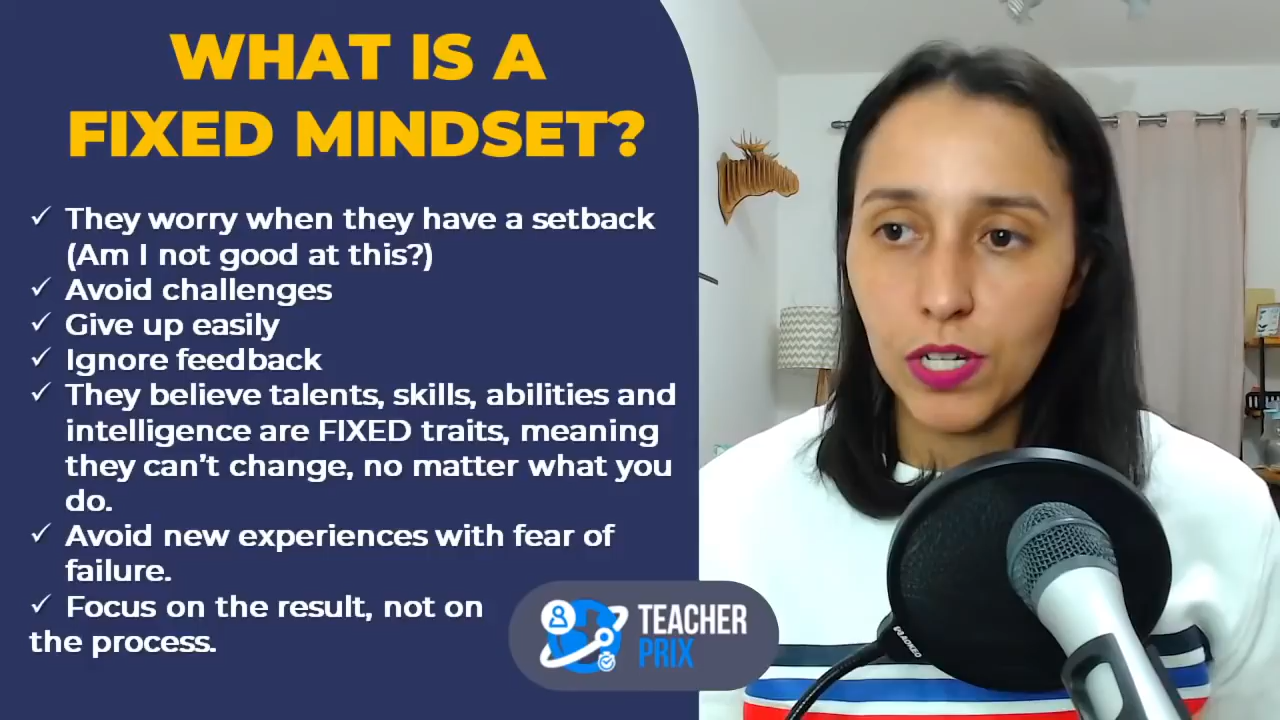 WHAT IS A
FIXED MINDSET?
✓ They worry when they have a setback
(Am I not good at this?)
✓ Avoid challenges
✓ Give up easily
✓ Ignore feedback
✓ They believe talents, skills, abilities and
intelligence are FIXED traits, meaning
they can’t change, no matter what you
do.
✓ Avoid new experiences with fear of
failure.
✓ Focus on the result, not on
the process.
TEACHER
PRIX